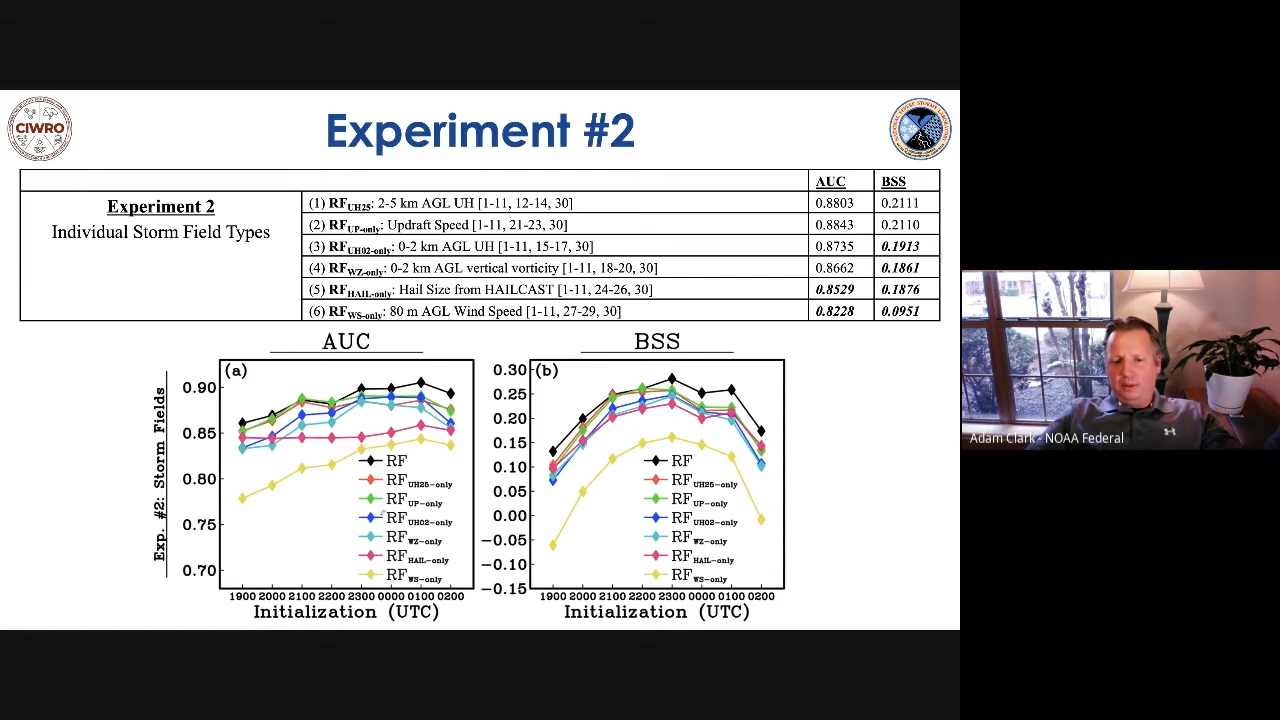 CIWRO
Experiment #2
AUC BSS
Experiment 2
Individual Storm Field Types
(1) RFUH25: 2-5 km AGL UH [1-11, 12-14, 30] 0.8803 0.2111
(2) RFUP-only: Updraft Speed [1-11, 21-23, 30] 0.8843 0.2110
(3) RFUH02-only: 0-2 km AGL UH [1-11, 15-17, 30] 0.8735 0.1913
(4) RFWZ-only: 0-2 km AGL vertical vorticity [1-11, 18-20, 30] 0.8662 0.1861
(5) RFHAIL-only: Hail Size from HAILCAST [1-11, 24-26, 30] 0.8529 0.1876
(6) RFWS-only: 80 m AGL Wind Speed [1-11, 27-29, 30] 0.8228 0.0951
AUC
Exp. #2: Storm Fields
(a)
0.90
0.85
0.80
0.75
0.70
RF
RFUH25-only
RFUP-only
RFUH02-only
RFWZ-only
RFHAIL-only
RFWS-only
1900 2000 2100 2200 2300 0000 0100 0200
Initialization (UTC)
BSS
(b)
0.30
0.25
0.20
0.15
0.10
0.05
0.00
−0.05
−0.10
−0.15
RF
RFUH25-only
RFUP-only
RFUH02-only
RFWZ-only
RFHAIL-only
RFWS-only
1900 2000 2100 2200 2300 0000 0100 0200
Initialization (UTC)
Adam Clark - NOAA Federal